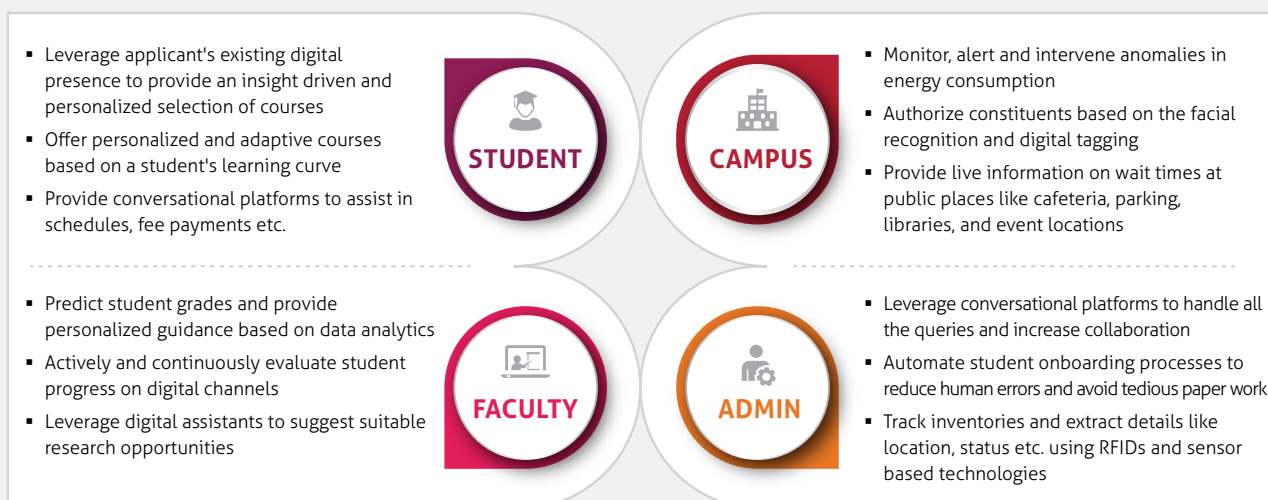 ▪ Leverage applicant's existing digital
presence to provide an insight driven and
personalized selection of courses
▪ Offer personalized and adaptive courses
based on a student's learning curve
▪ Provide conversational platforms to assist in
schedules, fee payments etc.
STUDENT
CAMPUS
▪ Monitor, alert and intervene anomalies in
energy consumption
▪ Authorize constituents based on the facial
recognition and digital tagging
▪ Provide live information on wait times at
public places like cafeteria, parking,
libraries, and event locations
▪ Predict student grades and provide
personalized guidance based on data analytics
▪ Actively and continuously evaluate student
progress on digital channels
▪ Leverage digital assistants to suggest suitable
research opportunities
FACULTY
ADMIN
▪ Leverage conversational platforms to handle all
the queries and increase collaboration
▪ Automate student onboarding processes to
reduce human errors and avoid tedious paper work
▪ Track inventories and extract details like
location, status etc. using RFIDs and sensor
based technologies